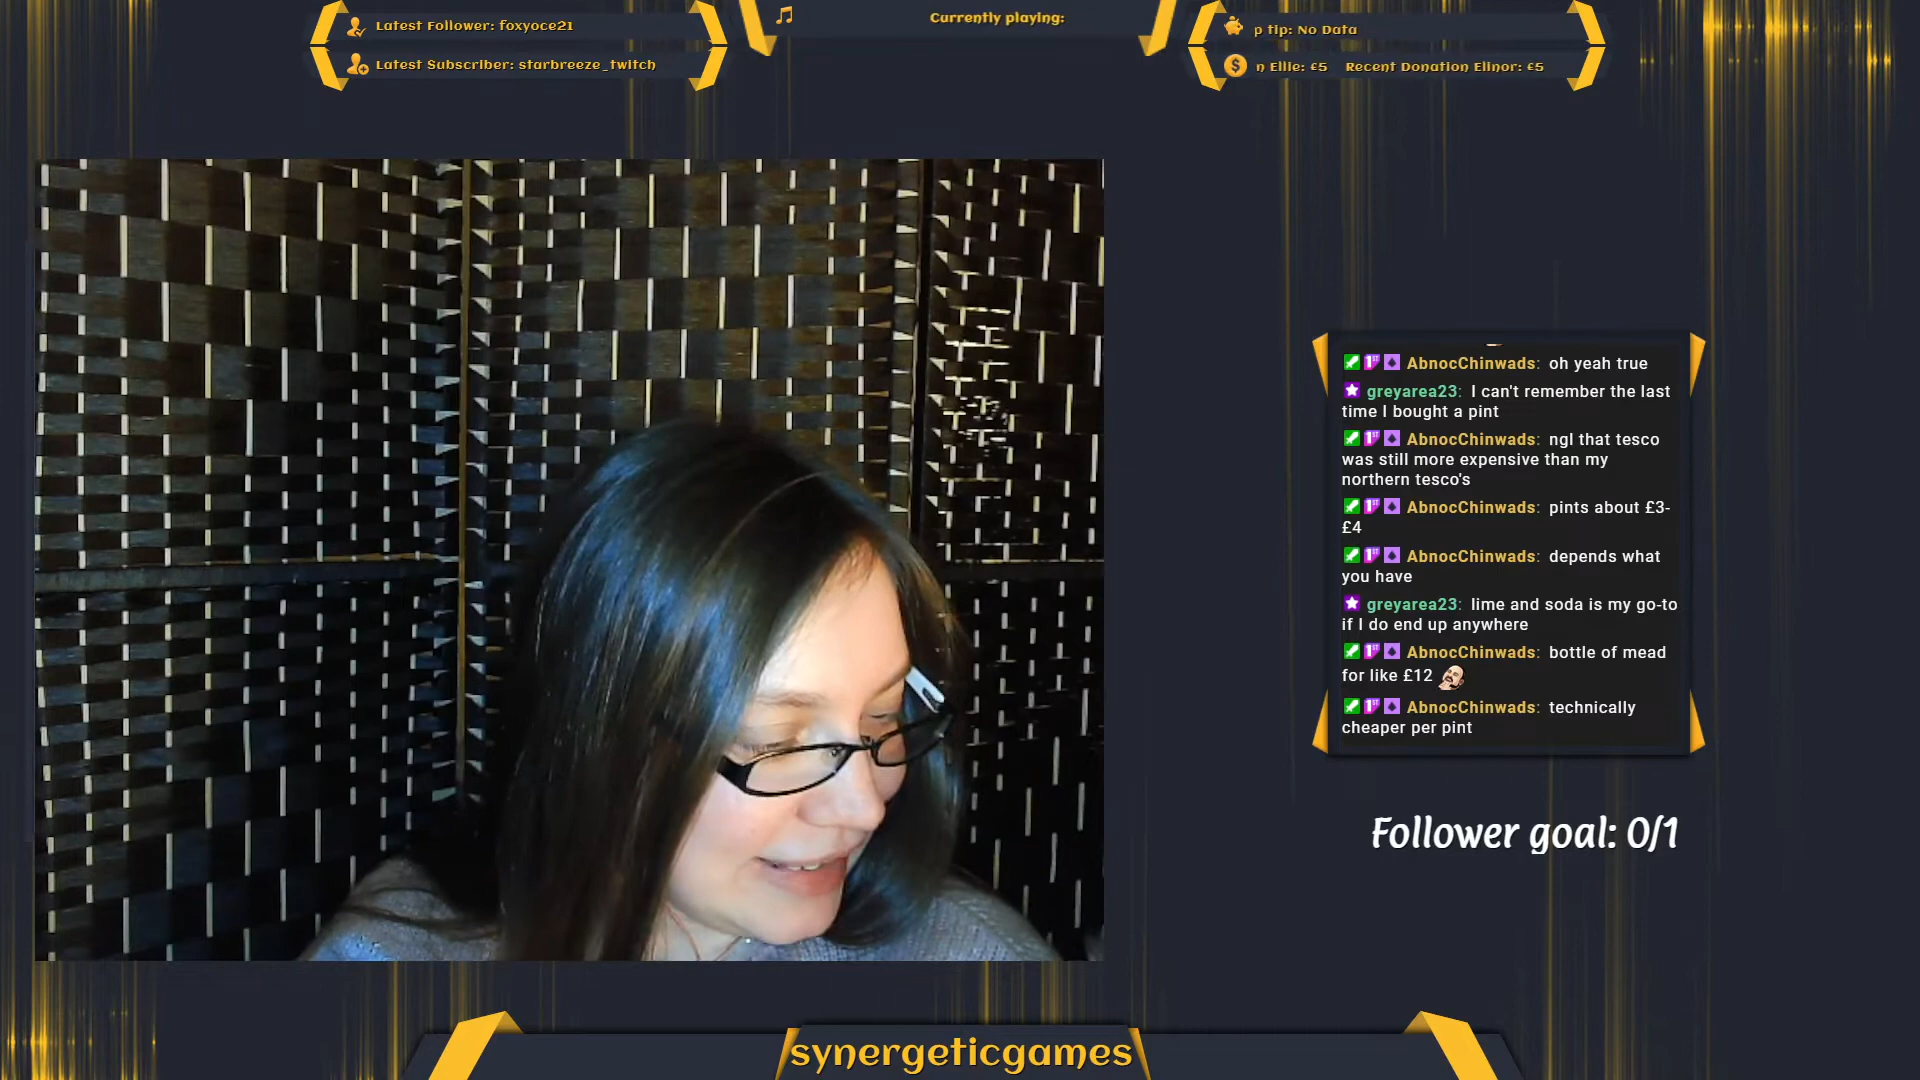 Latest Follower: foxyoce21
Latest Subscriber: starbreeze_twitch
Currently playing:
p tip: No Data
n Ellie: £5 Recent Donation Elinor: £5
AbnocChinwads: oh yeah true
greyarea23: I can't remember the last
time I bought a pint
AbnocChinwads: ngl that tesco
was still more expensive than my
northern tesco's
AbnocChinwads: pints about £3-
£4
AbnocChinwads: depends what
you have
greyarea23: lime and soda is my go-to
if I do end up anywhere
AbnocChinwads: bottle of mead
for like £12
AbnocChinwads: technically
cheaper per pint
Follower goal: 0/1
synergeticgames